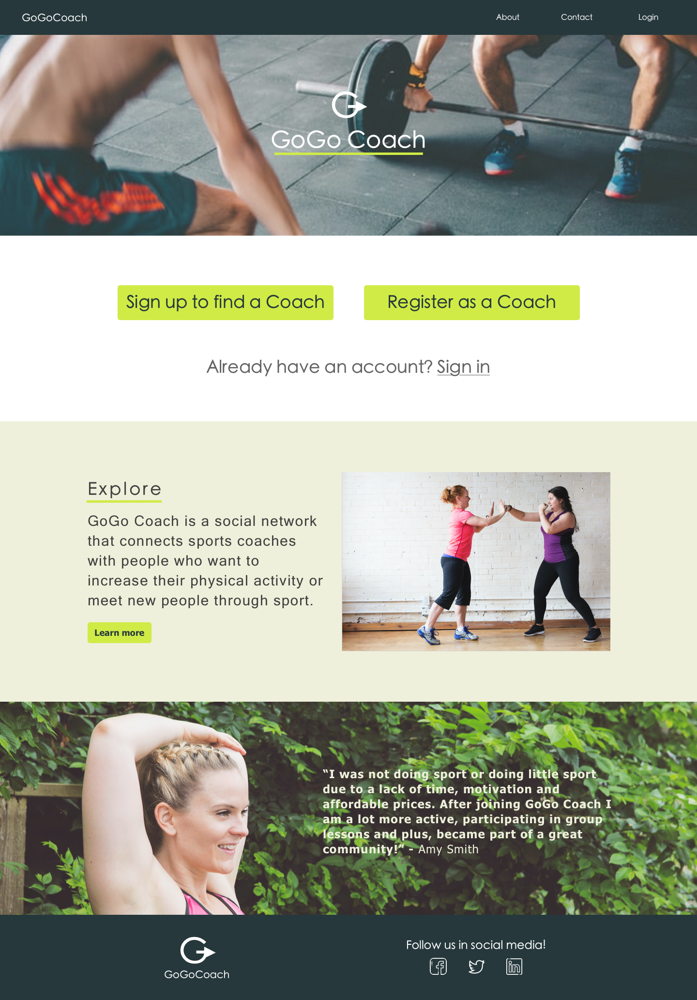 GoGoCoach
About Contact Login
GoGo Coach
Sign up to find a Coach
Register as a Coach
Already have an account? Sign in
Explore
GoGo Coach is a social network
that connects sports coaches
with people who want to
increase their physical activity or
meet new people through sport.
Learn more
“I was not doing sport or doing little sport
due to a lack of time, motivation and
affordable prices. After joining GoGo Coach I
am a lot more active, participating in group
lessons and plus, became part of a great
community!” - Amy Smith
GoGoCoach
Follow us in social media!